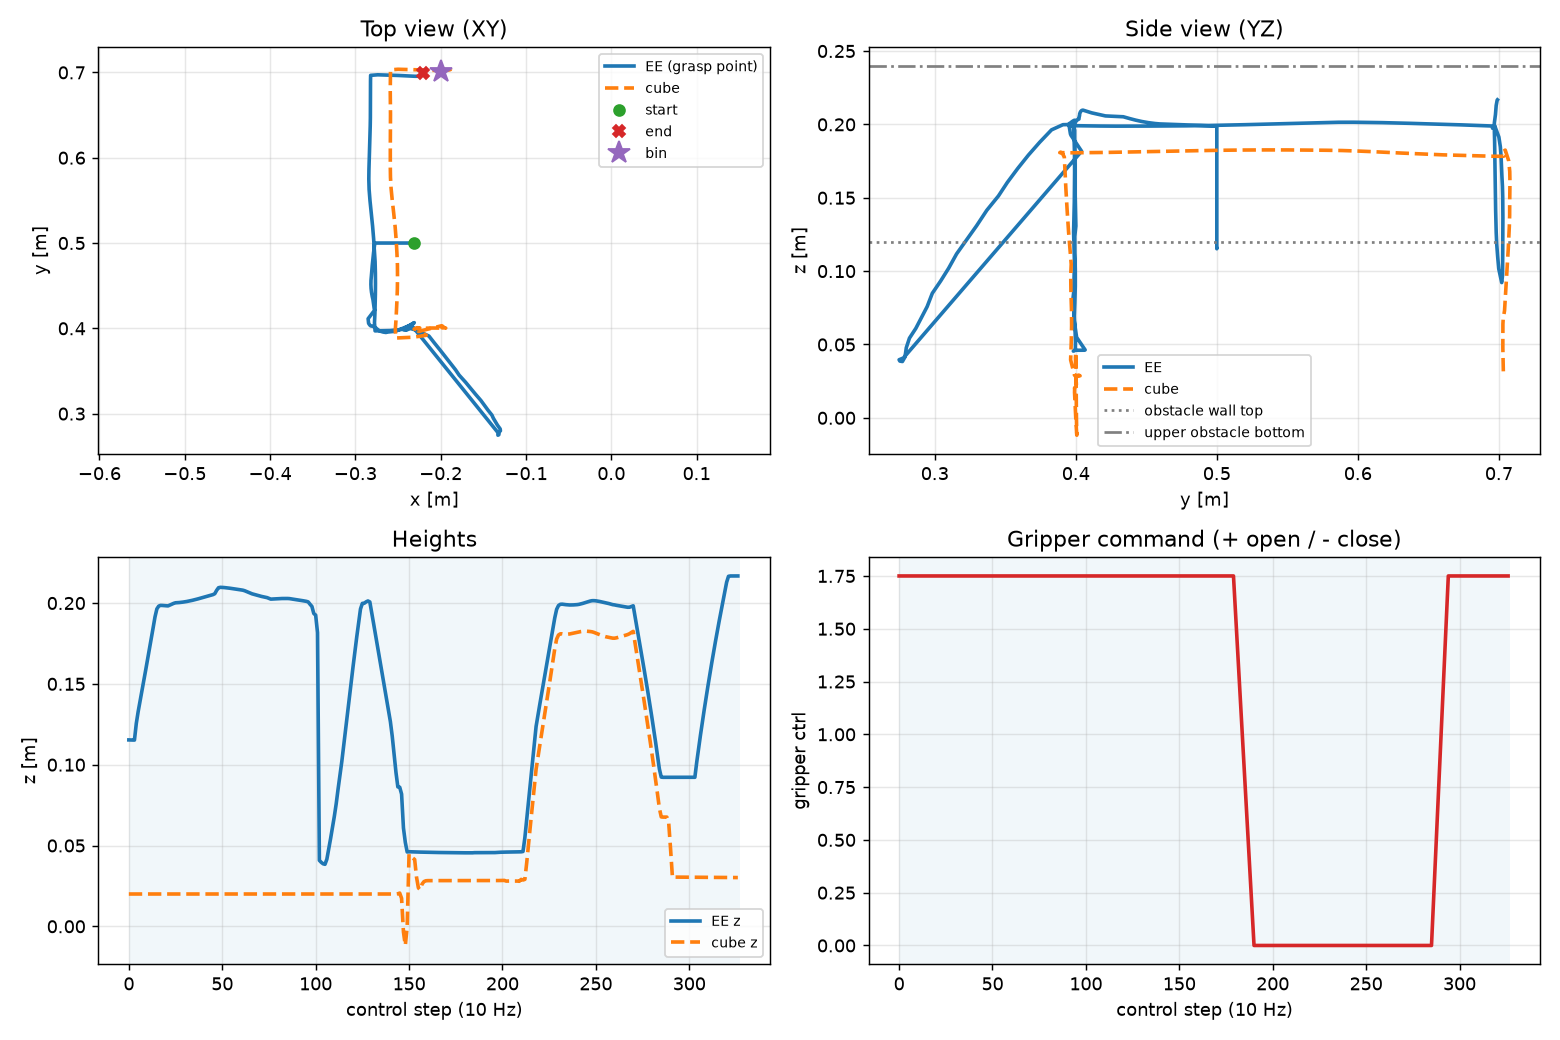 Top view (XY)
y [m]
0.7
0.6
0.5
0.4
0.3
−0.6 −0.5 −0.4 −0.3 −0.2 −0.1 0.0 0.1
x [m]
EE (grasp point)
cube
start
end
bin
Side view (YZ)
z [m]
0.25
0.20
0.15
0.10
0.05
0.00
0.3 0.4 0.5 0.6 0.7
y [m]
EE
cube
obstacle wall top
upper obstacle bottom
Heights
z [m]
0.20
0.15
0.10
0.05
0.00
0 50 100 150 200 250 300
control step (10 Hz)
EE z
cube z
Gripper command (+ open / - close)
gripper ctrl
1.75
1.50
1.25
1.00
0.75
0.50
0.25
0.00
0 50 100 150 200 250 300
control step (10 Hz)